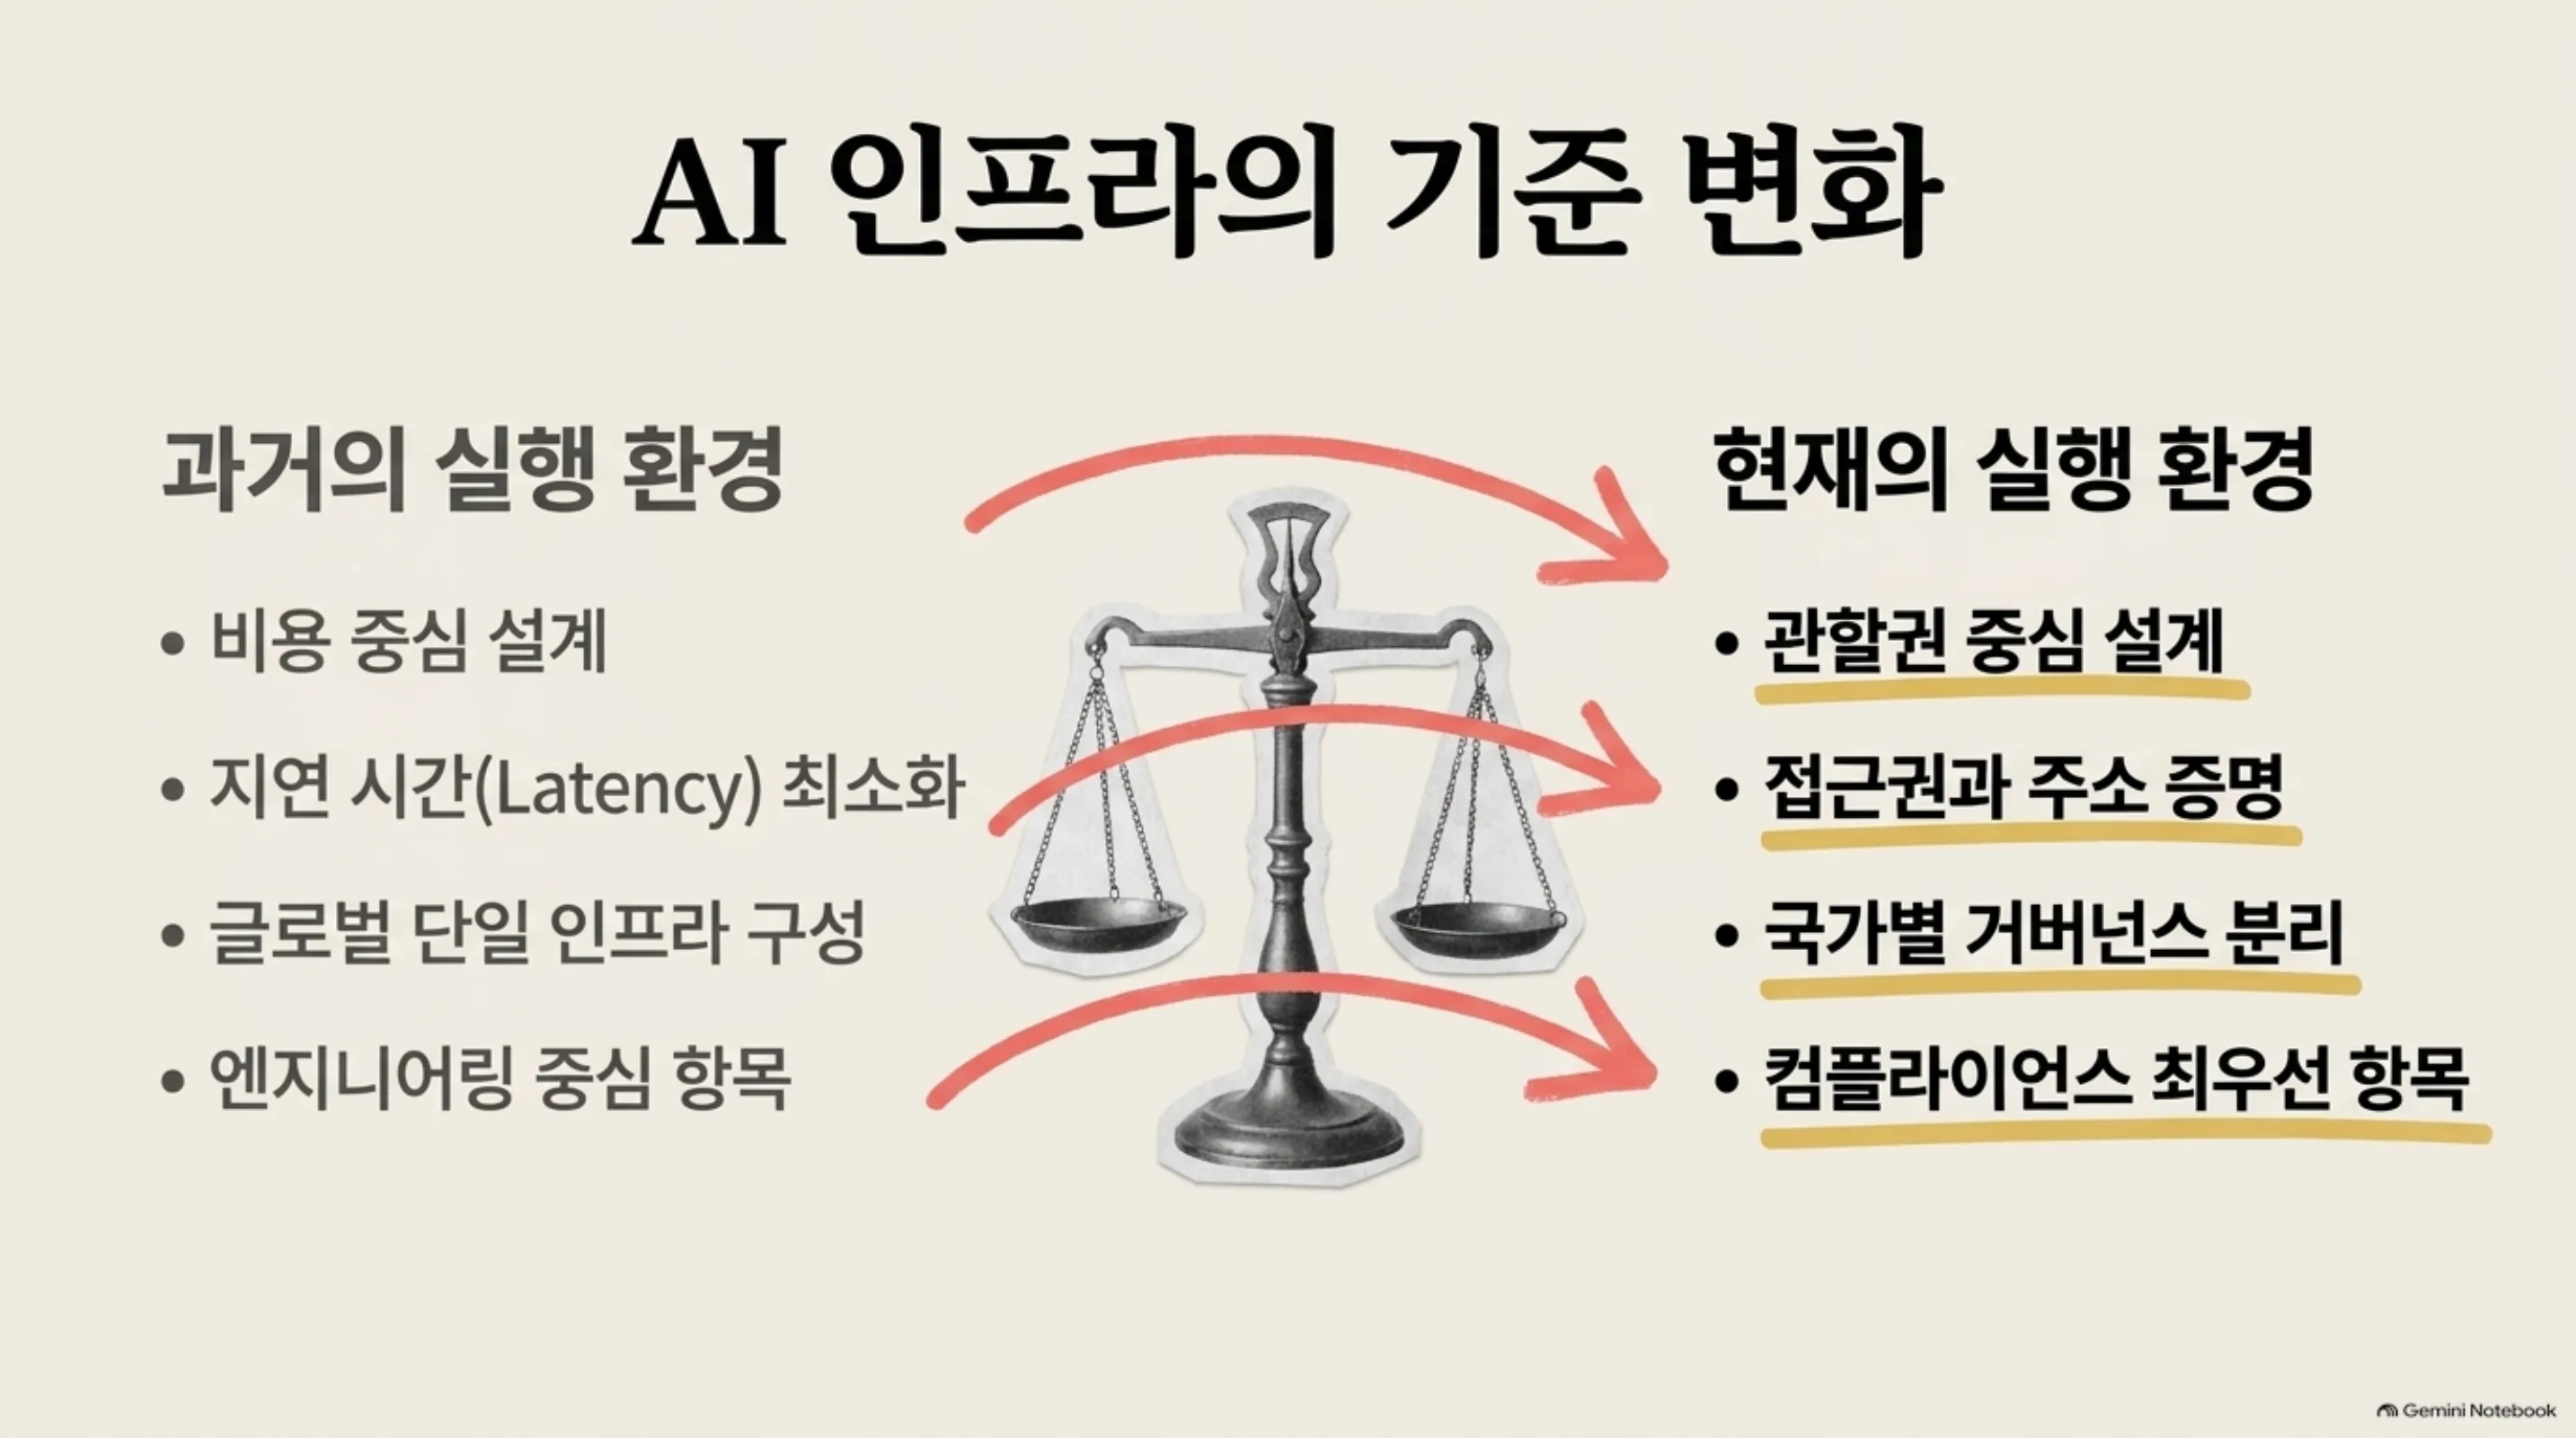 AI 인프라의 기준 변화
과거의 실행 환경
• 비용 중심 설계
• 지연 시간(Latency) 최소화
• 글로벌 단일 인프라 구성
• 엔지니어링 중심 항목
현재의 실행 환경
• 관할권 중심 설계
• 접근권과 주소 증명
• 국가별 거버넌스 분리
• 컴플라이언스 최우선 항목
Gemini Notebook